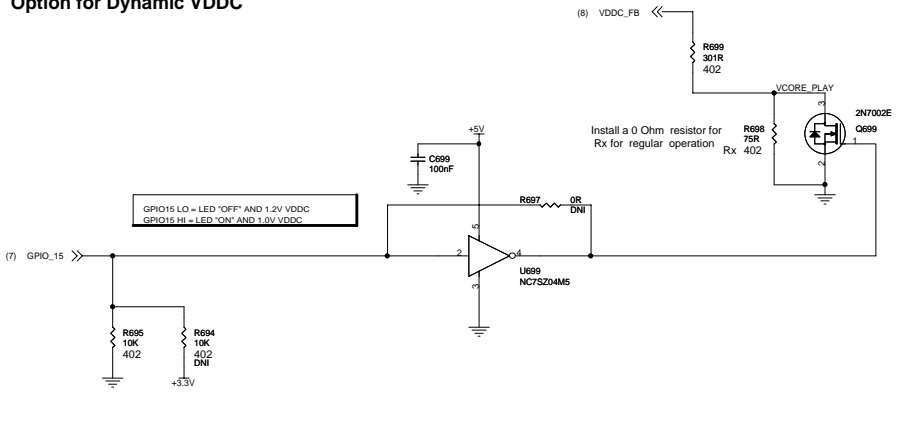 Option for Dynamic VDDC
(8) VDDC_FB
R699
301R
402
VCORE_PLAY
3
2N7002E
Q699
1
2
Install a 0 Ohm resistor for
Rx for regular operation
Rx
R698
75R
402
+5V
C699
100nF
R697
0R
DNI
GPIO15 LO = LED "OFF" AND 1.2V VDDC
GPIO15 HI = LED "ON" AND 1.0V VDDC
5
(7) GPIO_15
2
4
3
U699
NC7SZ04M5
R695
10K
402
R694
10K
402
DNI
+3.3V